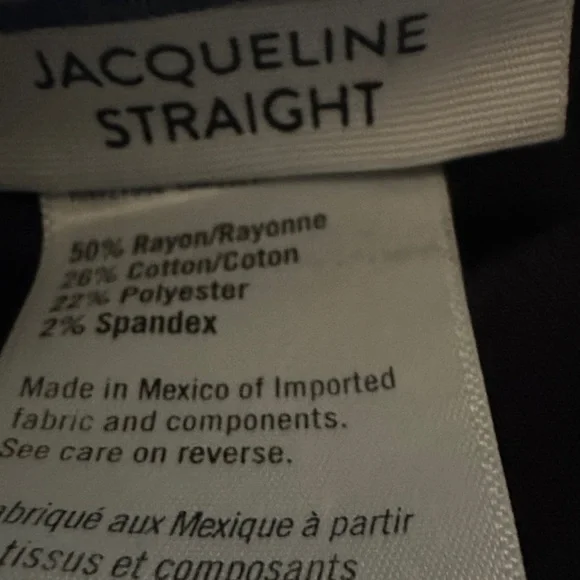 JACQUELINE
STRAIGHT
50% Rayon/Rayonne
26% Cotton/Coton
22% Polyester
2% Spandex
Made in Mexico of Imported
fabric and components.
See care on reverse.
abriqué aux Mexique à partir
tissus et composants